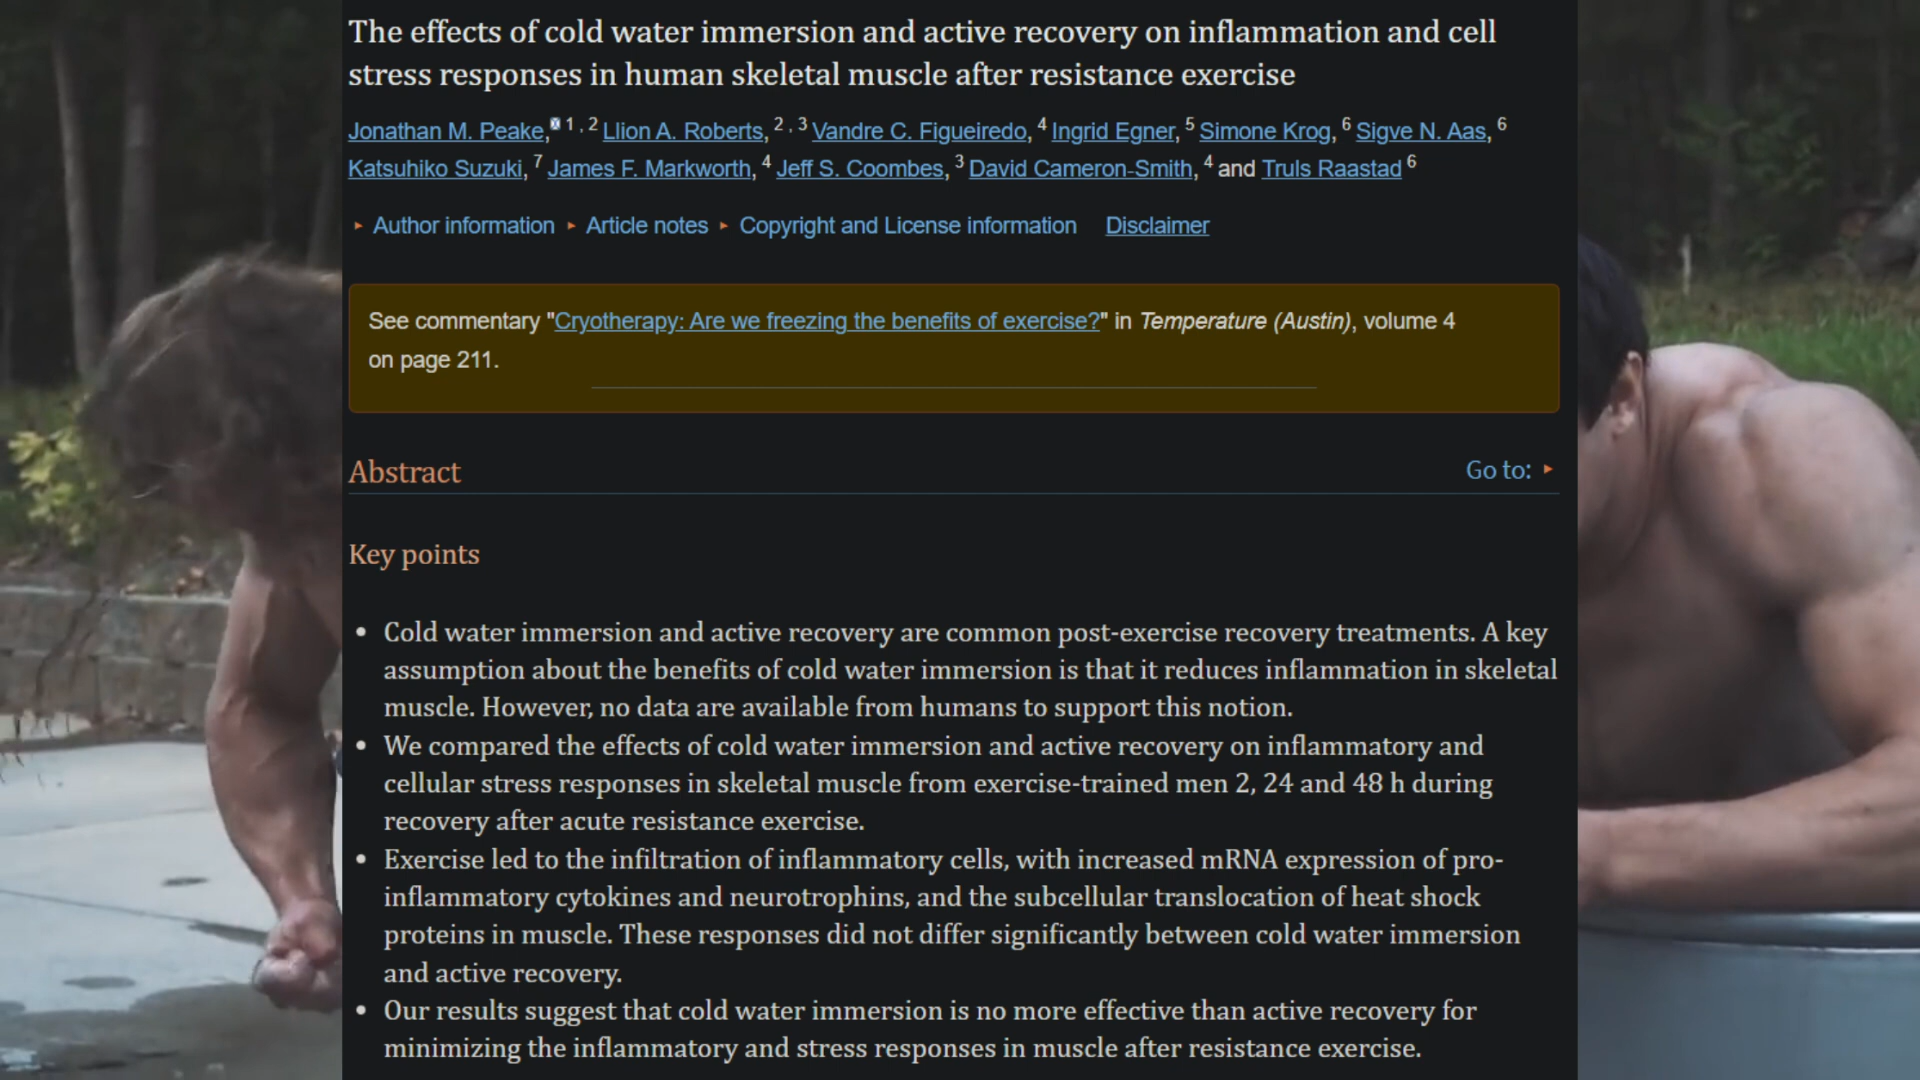 The effects of cold water immersion and active recovery on inflammation and cell
stress responses in human skeletal muscle after resistance exercise
Jonathan M. Peake, 1 , 2 Llion A. Roberts, 2 , 3 Vandre C. Figueiredo, 4 Ingrid Egner, 5 Simone Krog, 6 Sigve N. Aas, 6
Katsuhiko Suzuki, 7 James F. Markworth, 4 Jeff S. Coombes, 3 David Cameron-Smith, 4 and Truls Raastad 6
Author information Article notes Copyright and License information Disclaimer
See commentary "Cryotherapy: Are we freezing the benefits of exercise?" in Temperature (Austin), volume 4
on page 211.
Abstract Go to:
Key points
• Cold water immersion and active recovery are common post-exercise recovery treatments. A key
assumption about the benefits of cold water immersion is that it reduces inflammation in skeletal
muscle. However, no data are available from humans to support this notion.
• We compared the effects of cold water immersion and active recovery on inflammatory and
cellular stress responses in skeletal muscle from exercise-trained men 2, 24 and 48 h during
recovery after acute resistance exercise.
• Exercise led to the infiltration of inflammatory cells, with increased mRNA expression of pro-
inflammatory cytokines and neurotrophins, and the subcellular translocation of heat shock
proteins in muscle. These responses did not differ significantly between cold water immersion
and active recovery.
• Our results suggest that cold water immersion is no more effective than active recovery for
minimizing the inflammatory and stress responses in muscle after resistance exercise.